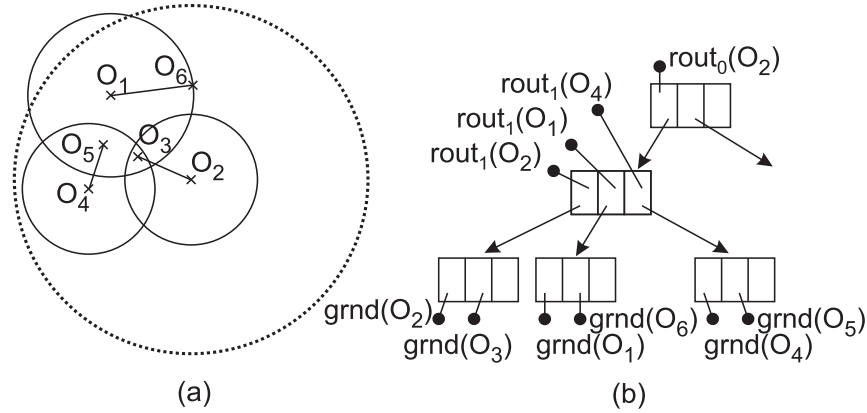 O₁
O₆
O₃
O₅
O₂
O₄
(a)
rout₀(O₂)
rout₁(O₄)
rout₁(O₁)
rout₁(O₂)
grnd(O₂)
grnd(O₃)
grnd(O₆)
grnd(O₁)
grnd(O₅)
grnd(O₄)
(b)